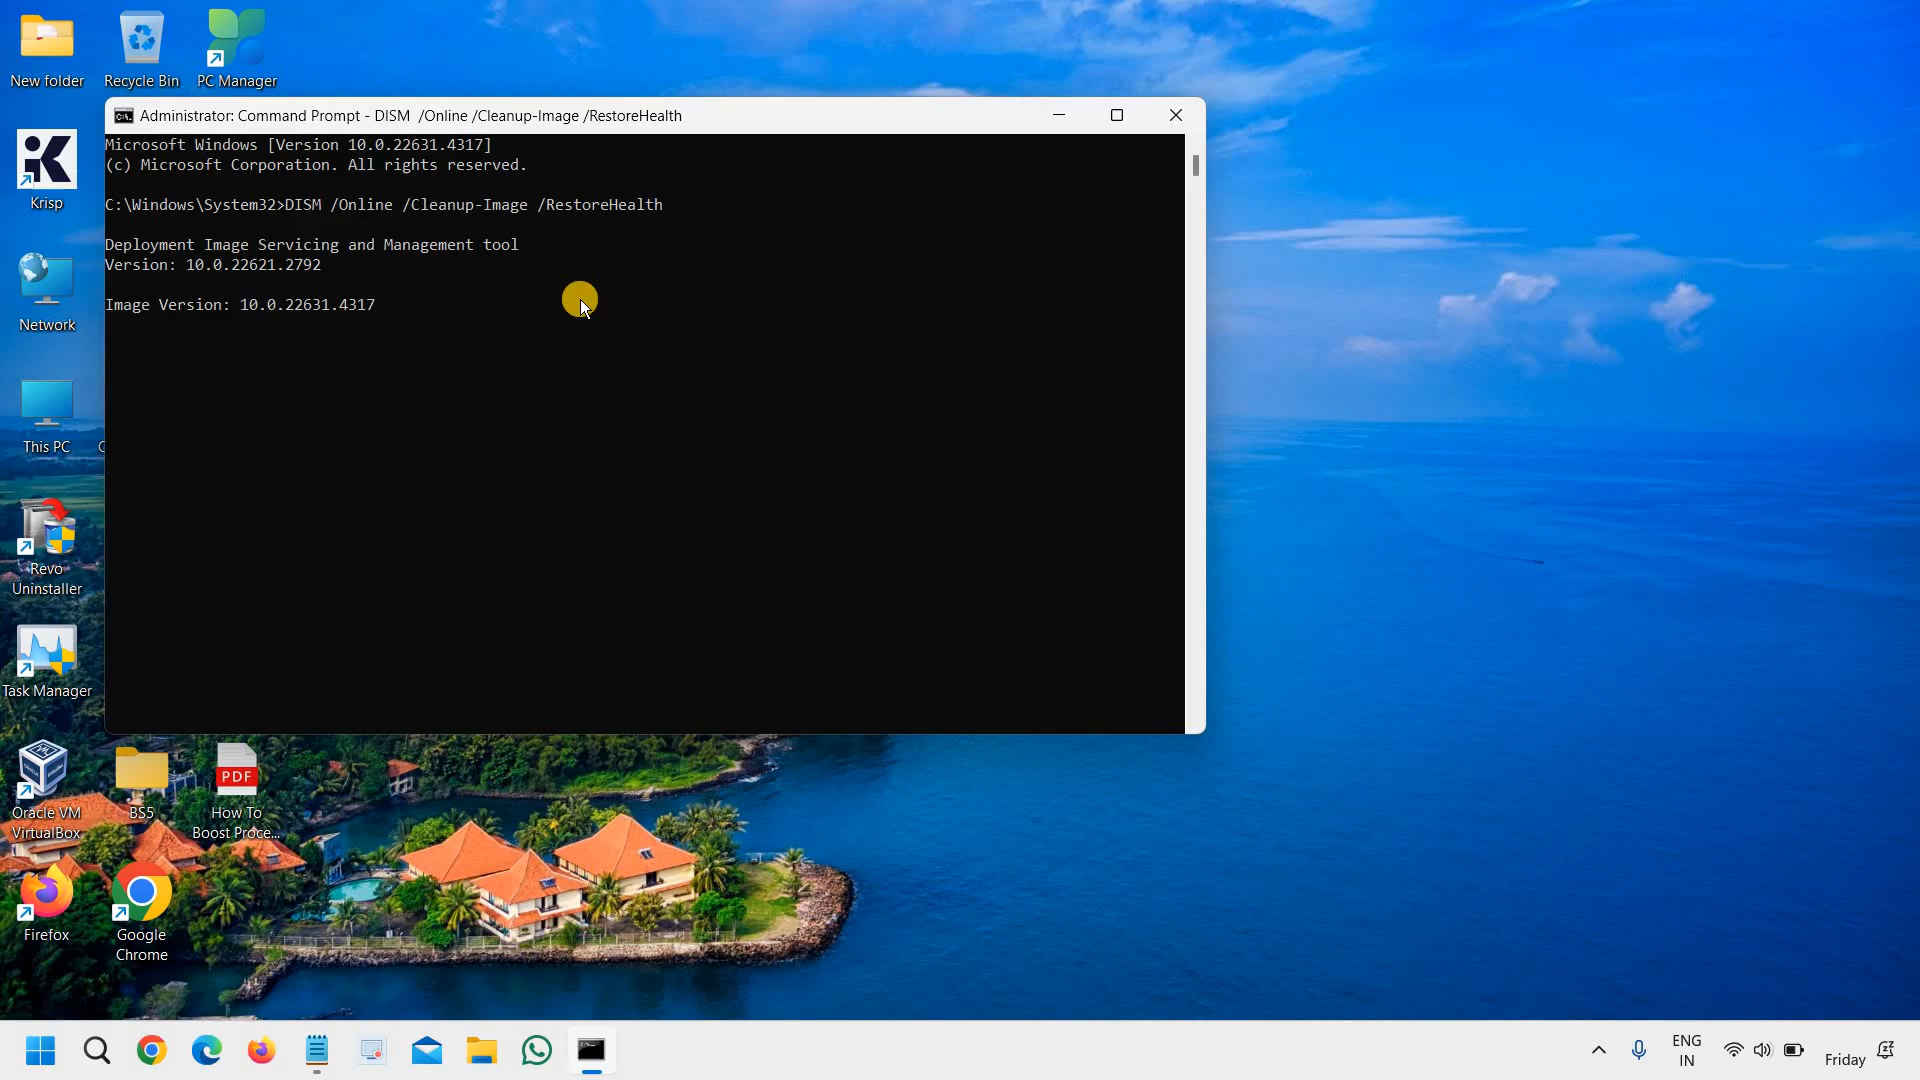 New folder
Recycle Bin
PC Manager
Administrator: Command Prompt - DISM  /Online /Cleanup-Image /RestoreHealth
Microsoft Windows [Version 10.0.22631.4317]
(c) Microsoft Corporation. All rights reserved.
C:\Windows\System32>DISM /Online /Cleanup-Image /RestoreHealth
Deployment Image Servicing and Management tool
Version: 10.0.22621.2792
Image Version: 10.0.22631.4317
Krisp
Network
This PC
Revo
Uninstaller
Task Manager
Oracle VM
VirtualBox
BS5
PDF
How To
Boost Proce...
Firefox
Google
Chrome
ENG
IN
Friday